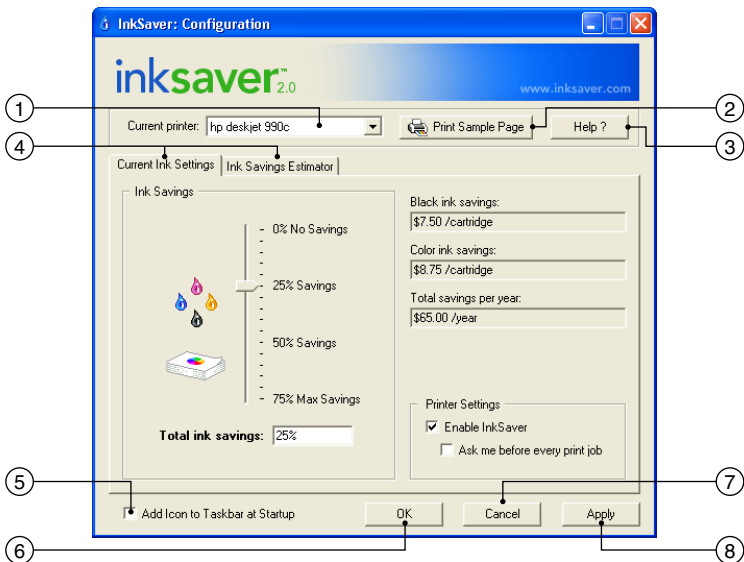 InkSaver: Configuration
inksaver™ 2.0
www.inksaver.com
1
2
Current printer: hp deskjet 990c
Print Sample Page
Help ?
3
4
Current Ink Settings
Ink Savings Estimator
Ink Savings
0% No Savings
25% Savings
50% Savings
75% Max Savings
Total ink savings: 25%
Black ink savings:
$7.50 /cartridge
Color ink savings:
$8.75 /cartridge
Total savings per year:
$65.00 /year
Printer Settings
Enable InkSaver
Ask me before every print job
5
7
Add Icon to Taskbar at Startup
OK
Cancel
Apply
6
8